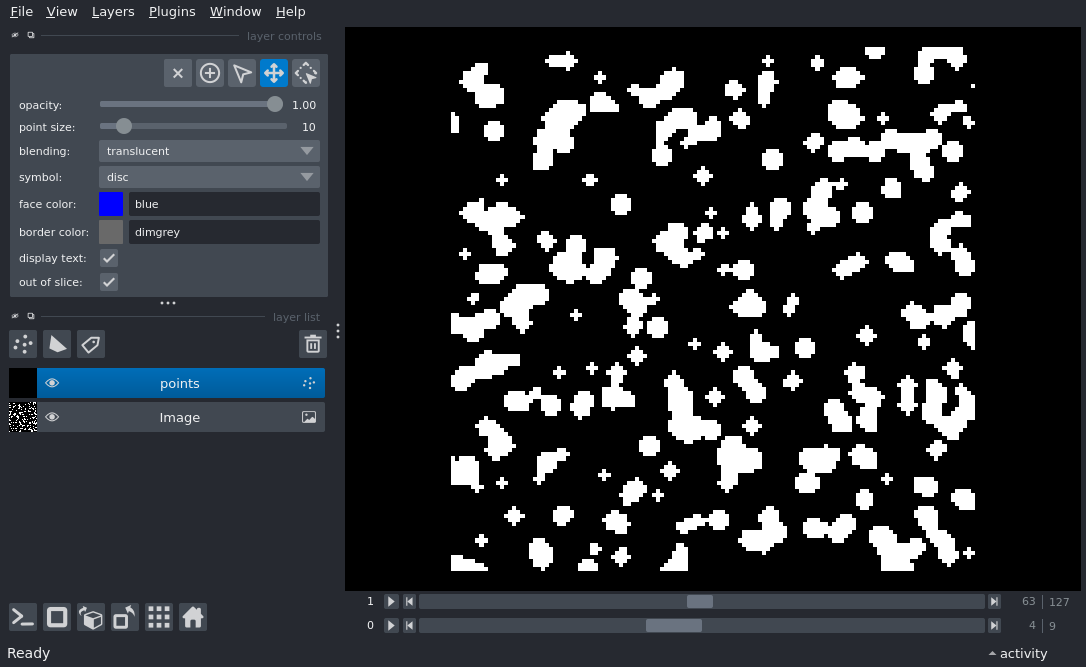 File View Layers Plugins Window Help
layer controls
opacity: 1.00
point size: 10
blending: translucent
symbol: disc
face color: blue
border color: dimgrey
display text:
out of slice:
layer list
points
Image
1 63 127
0 4 9
Ready activity